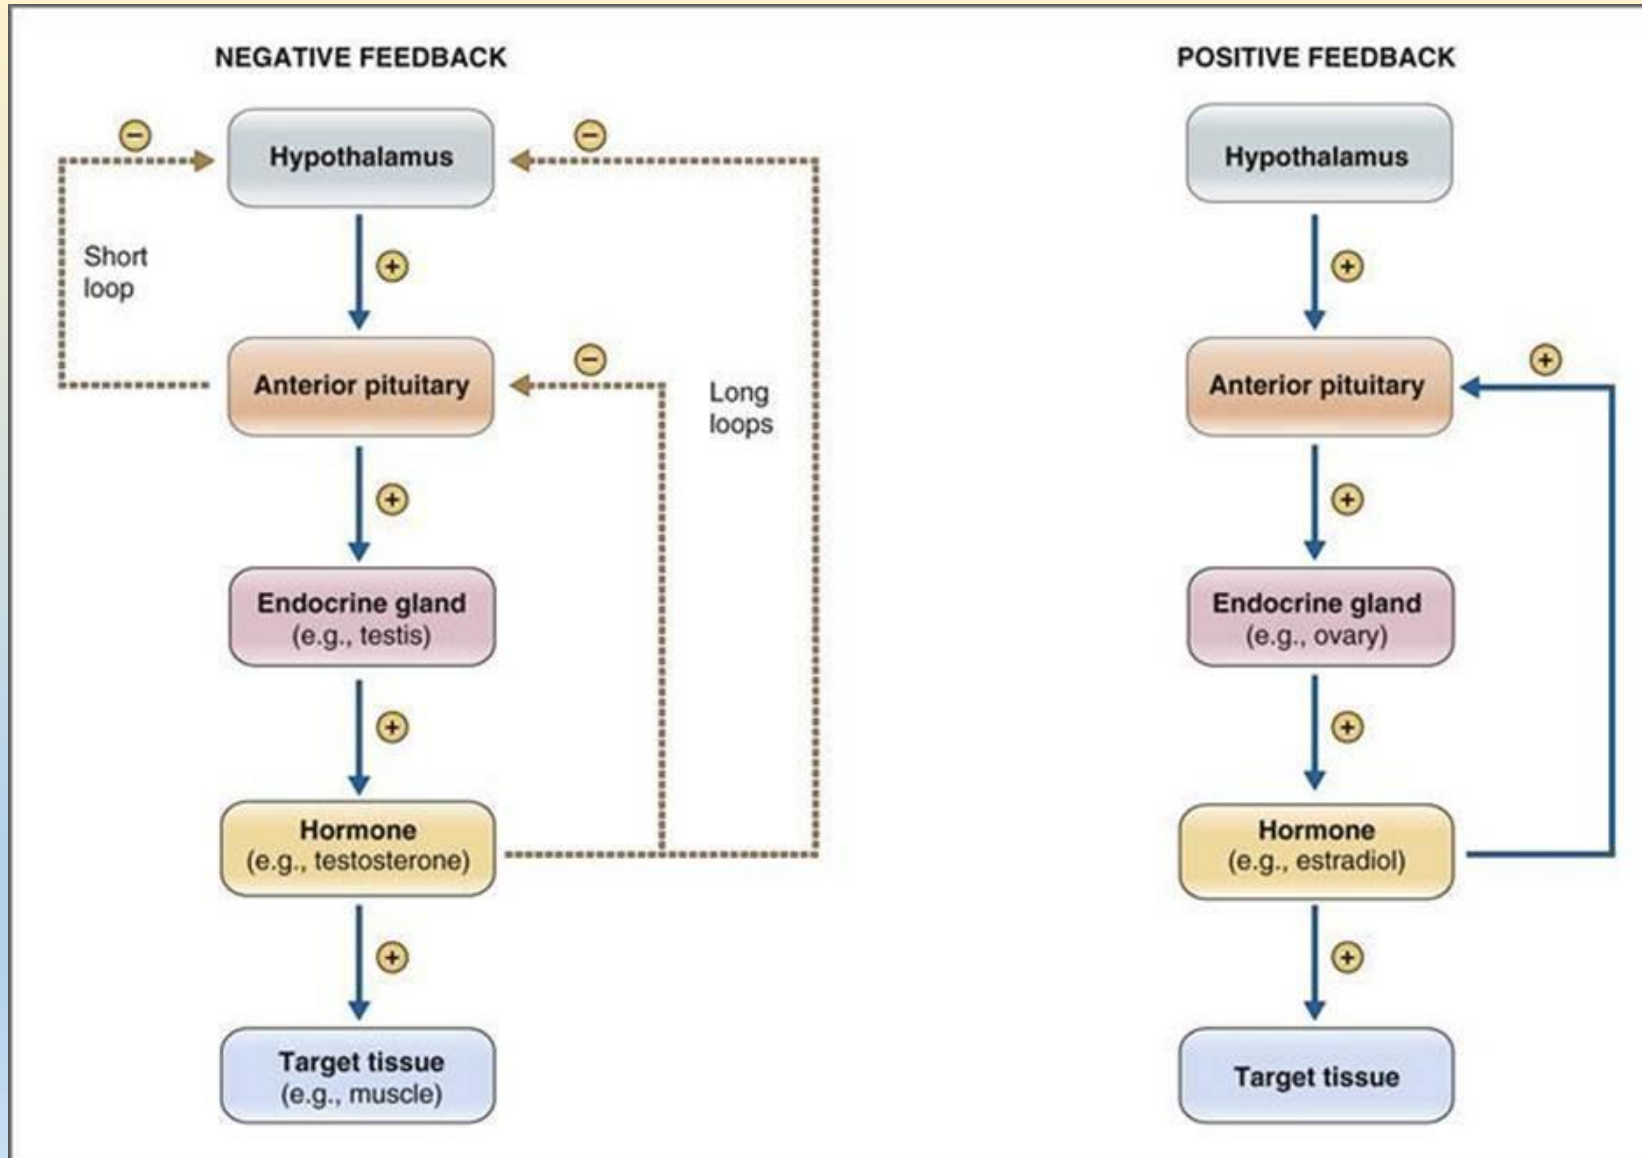 NEGATIVE FEEDBACK
−
−
Hypothalamus
Short
loop
+
−
Anterior pituitary
Long
loops
+
Endocrine gland
(e.g., testis)
+
Hormone
(e.g., testosterone)
+
Target tissue
(e.g., muscle)
POSITIVE FEEDBACK
Hypothalamus
+
+
Anterior pituitary
+
Endocrine gland
(e.g., ovary)
+
Hormone
(e.g., estradiol)
+
Target tissue